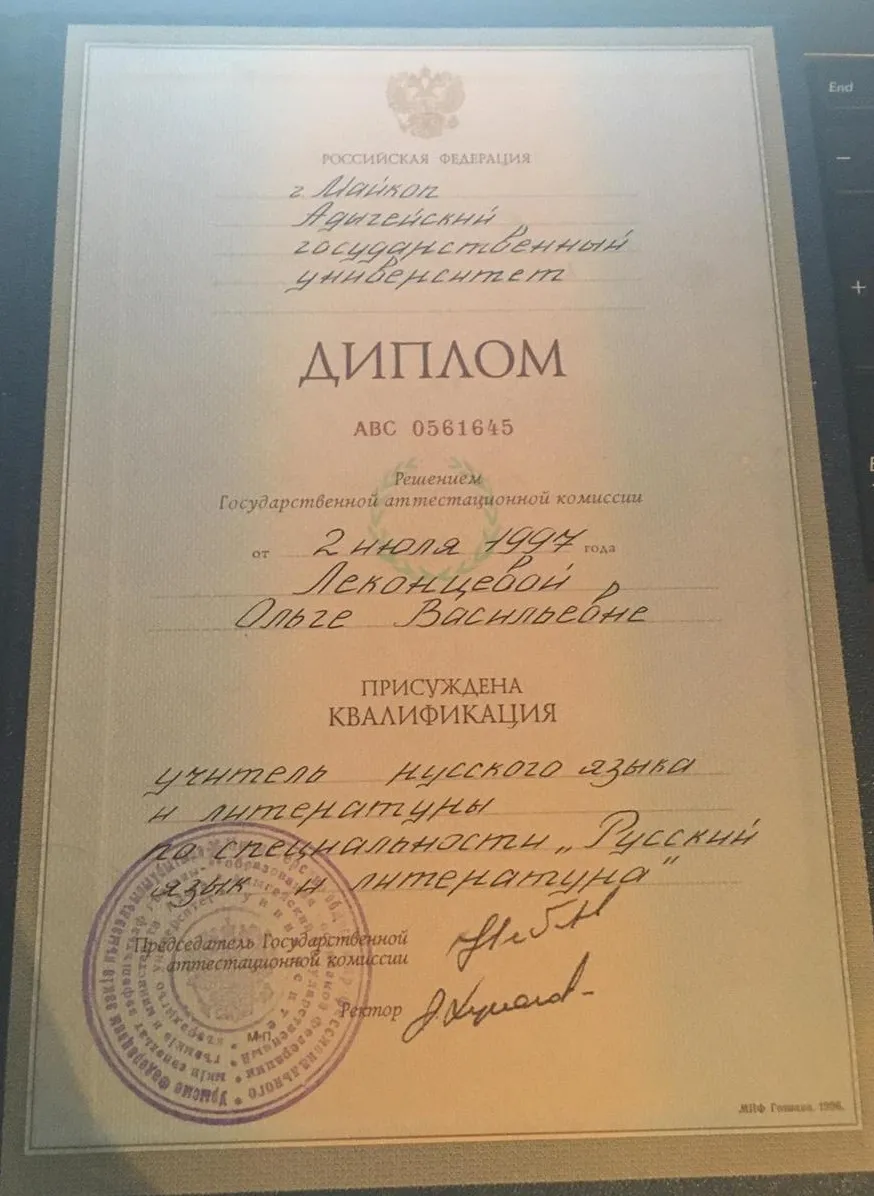 End
–
+
РОССИЙСКАЯ ФЕДЕРАЦИЯ
г. Майкоп
Адыгейский
государственный
университет
ДИПЛОМ
АВС 0561645
Решением
Государственной аттестационной комиссии
от 2 июля 1997 года
Леконцевой
Ольге Васильевне
ПРИСУЖДЕНА
КВАЛИФИКАЦИЯ
учитель русского языка
и литературы
по специальности „Русский
язык и литература"
Председатель Государственной
аттестационной комиссии
Ректор
М.П.
МПФ Гознака. 1996.